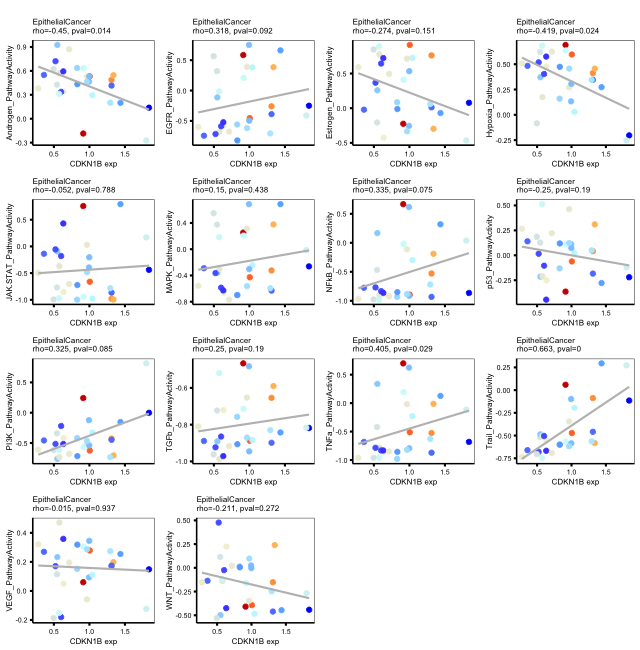 EpithelialCancer
rho=-0.45, pval=0.014
Androgen_PathwayActivity
0.9
0.6
0.3
0.0
-0.3
0.5
1.0
1.5
CDKN1B exp
EpithelialCancer
rho=0.318, pval=0.092
EGFR_PathwayActivity
0.5
0.0
-0.5
0.5
1.0
1.5
CDKN1B exp
EpithelialCancer
rho=-0.274, pval=0.151
Estrogen_PathwayActivity
0.5
0.0
-0.5
0.5
1.0
1.5
CDKN1B exp
EpithelialCancer
rho=-0.419, pval=0.024
Hypoxia_PathwayActivity
0.75
0.50
0.25
0.00
-0.25
0.5
1.0
1.5
CDKN1B exp
EpithelialCancer
rho=-0.052, pval=0.788
JAK.STAT_PathwayActivity
0.5
0.0
-0.5
-1.0
0.5
1.0
1.5
CDKN1B exp
EpithelialCancer
rho=0.15, pval=0.438
MAPK_PathwayActivity
0.4
0.0
-0.4
-0.8
0.5
1.0
1.5
CDKN1B exp
EpithelialCancer
rho=0.335, pval=0.075
NFkB_PathwayActivity
0.5
0.0
-0.5
-1.0
0.5
1.0
1.5
CDKN1B exp
EpithelialCancer
rho=-0.25, pval=0.19
p53_PathwayActivity
0.50
0.25
0.00
-0.25
0.5
1.0
1.5
CDKN1B exp
EpithelialCancer
rho=0.325, pval=0.085
PI3K_PathwayActivity
0.5
0.0
-0.5
0.5
1.0
1.5
CDKN1B exp
EpithelialCancer
rho=0.25, pval=0.19
TGFb_PathwayActivity
-0.6
-0.8
-1.0
0.5
1.0
1.5
CDKN1B exp
EpithelialCancer
rho=0.405, pval=0.029
TNFa_PathwayActivity
0.5
0.0
-0.5
-1.0
0.5
1.0
1.5
CDKN1B exp
EpithelialCancer
rho=0.663, pval=0
Trail_PathwayActivity
0.25
0.00
-0.25
-0.50
-0.75
0.5
1.0
1.5
CDKN1B exp
EpithelialCancer
rho=-0.015, pval=0.937
VEGF_PathwayActivity
0.50
0.2
0.0
-0.2
0.5
1.0
1.5
CDKN1B exp
EpithelialCancer
rho=-0.211, pval=0.272
WNT_PathwayActivity
0.50
0.25
0.00
-0.25
-0.50
0.5
1.0
1.5
CDKN1B exp